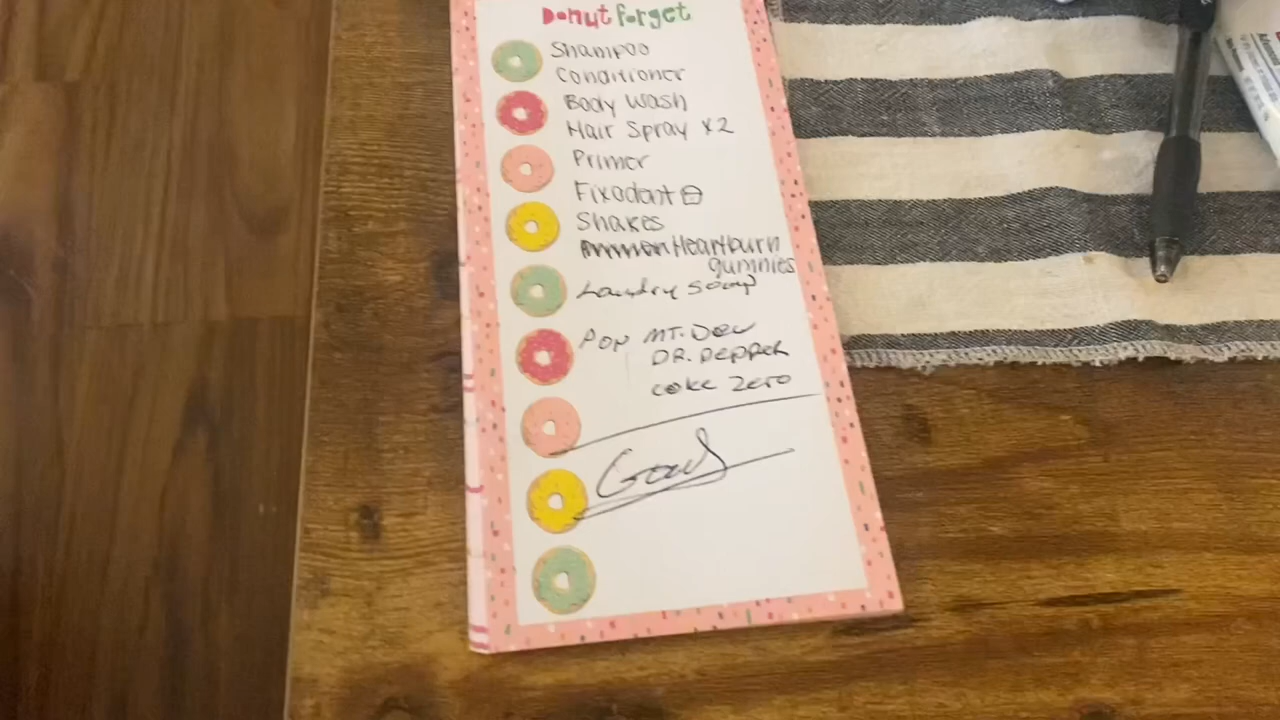 Donut forget
Shampoo
Conditioner
Body Wash
Hair Spray x2
Primer
Fixodont
Shakes
Heartburn
gummies
Laundry Soap
Pop MT. Dew
DR. Pepper
coke Zero